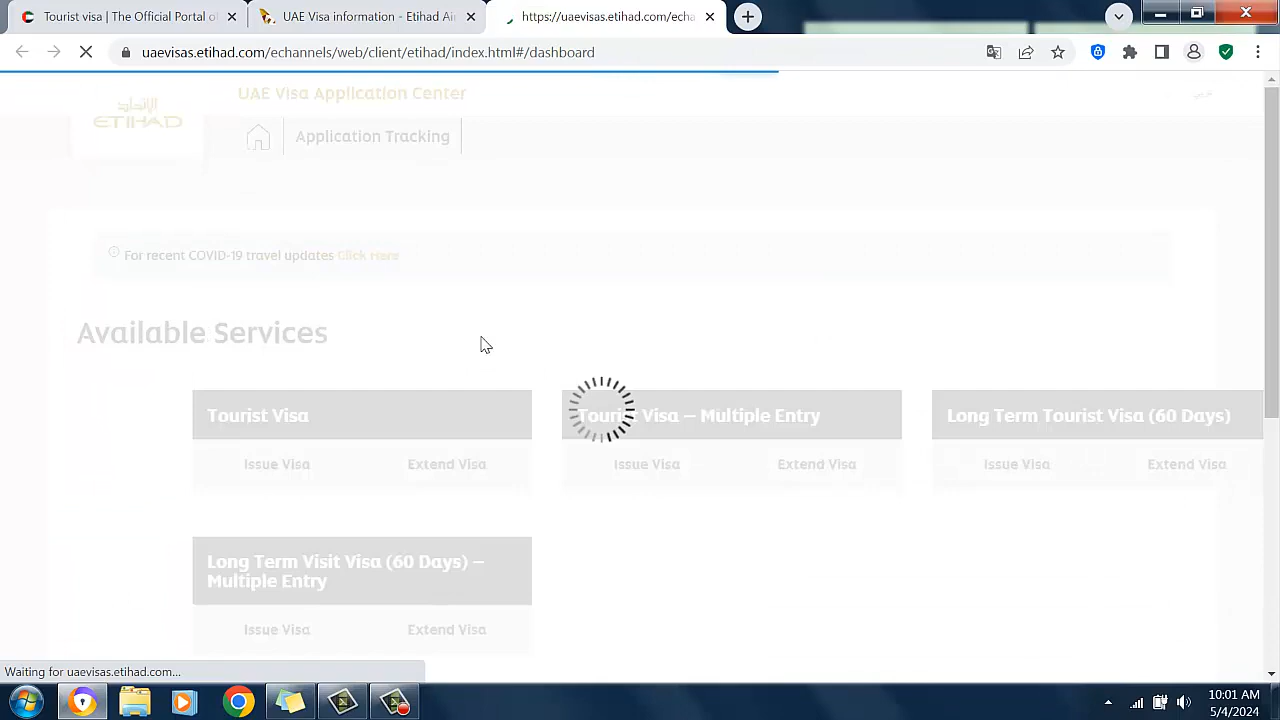 Tourist visa | The Official Portal of
UAE Visa information - Etihad Air
https://uaevisas.etihad.com/echa
uaevisas.etihad.com/echannels/web/client/etihad/index.html#/dashboard
الإتحاد
ETIHAD
UAE Visa Application Center
عربي
Application Tracking
For recent COVID-19 travel updates Click Here
Available Services
Tourist Visa
Tourist Visa – Multiple Entry
Long Term Tourist Visa (60 Days)
Issue Visa
Extend Visa
Issue Visa
Extend Visa
Issue Visa
Extend Visa
Long Term Visit Visa (60 Days) –
Multiple Entry
Issue Visa
Extend Visa
Waiting for uaevisas.etihad.com...
10:01 AM
5/4/2024